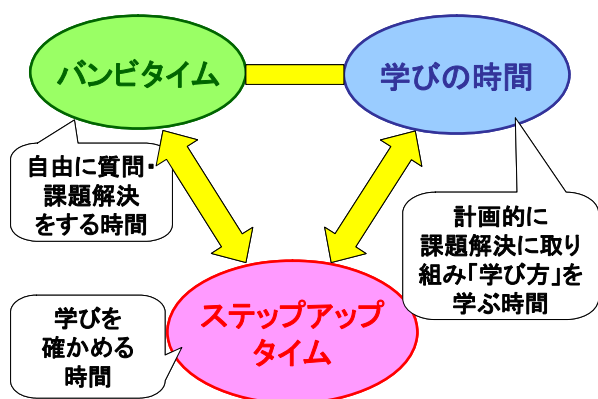 バンビタイム
学びの時間
自由に質問・
課題解決
をする時間
計画的に
課題解決に取り
組み「学び方」を
学ぶ時間
ステップアップ
タイム
学びを
確かめる
時間